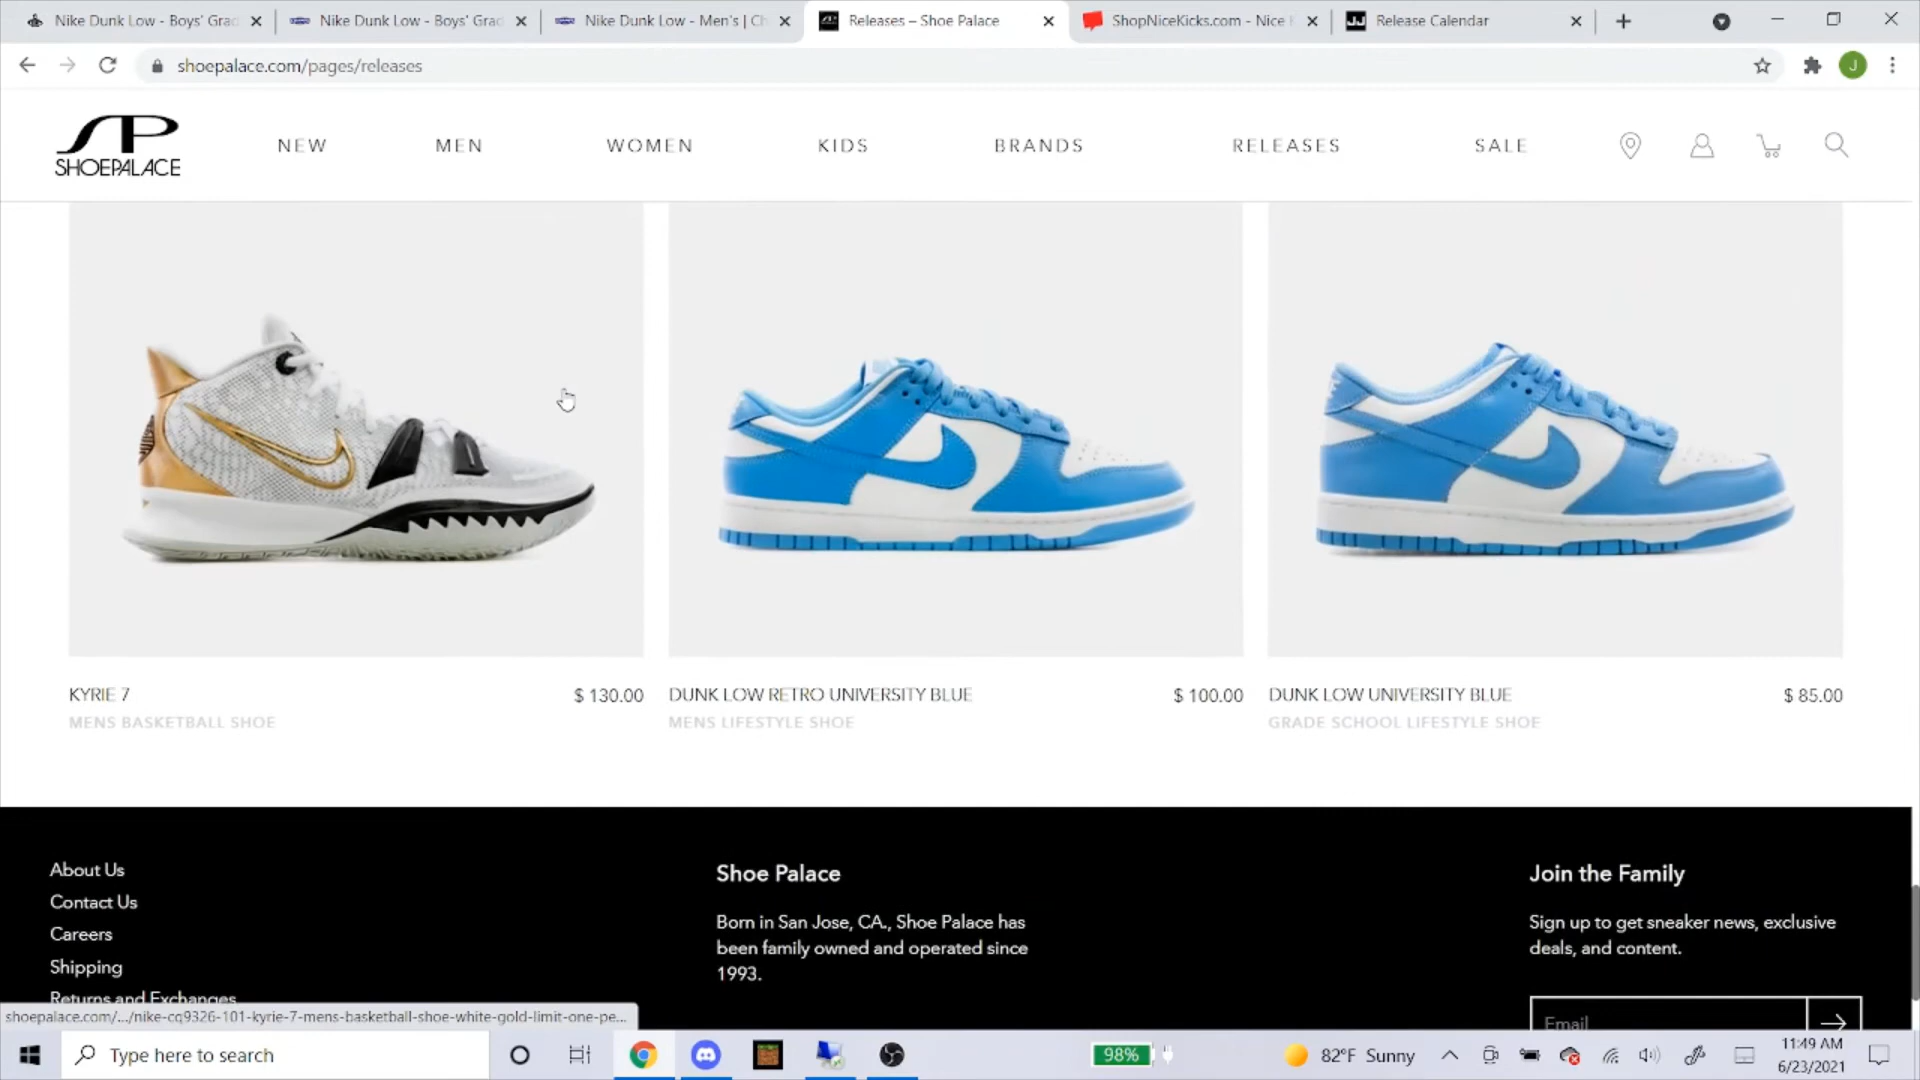 Nike Dunk Low - Boys' Grad
Nike Dunk Low - Boys' Grad
Nike Dunk Low - Men's | Ch
Releases – Shoe Palace
ShopNiceKicks.com - Nice K
Release Calendar
shoepalace.com/pages/releases
J
SP
SHOEPALACE
NEW
MEN
WOMEN
KIDS
BRANDS
RELEASES
SALE
KYRIE 7
$ 130.00
MENS BASKETBALL SHOE
DUNK LOW RETRO UNIVERSITY BLUE
$ 100.00
MENS LIFESTYLE SHOE
DUNK LOW UNIVERSITY BLUE
$ 85.00
GRADE SCHOOL LIFESTYLE SHOE
About Us
Contact Us
Careers
Shipping
Returns and Exchanges
Shoe Palace
Born in San Jose, CA., Shoe Palace has
been family owned and operated since
1993.
Join the Family
Sign up to get sneaker news, exclusive
deals, and content.
Email
shoepalace.com/.../nike-cq9326-101-kyrie-7-mens-basketball-shoe-white-gold-limit-one-pe...
Type here to search
98%
82°F Sunny
11:49 AM
6/23/2021